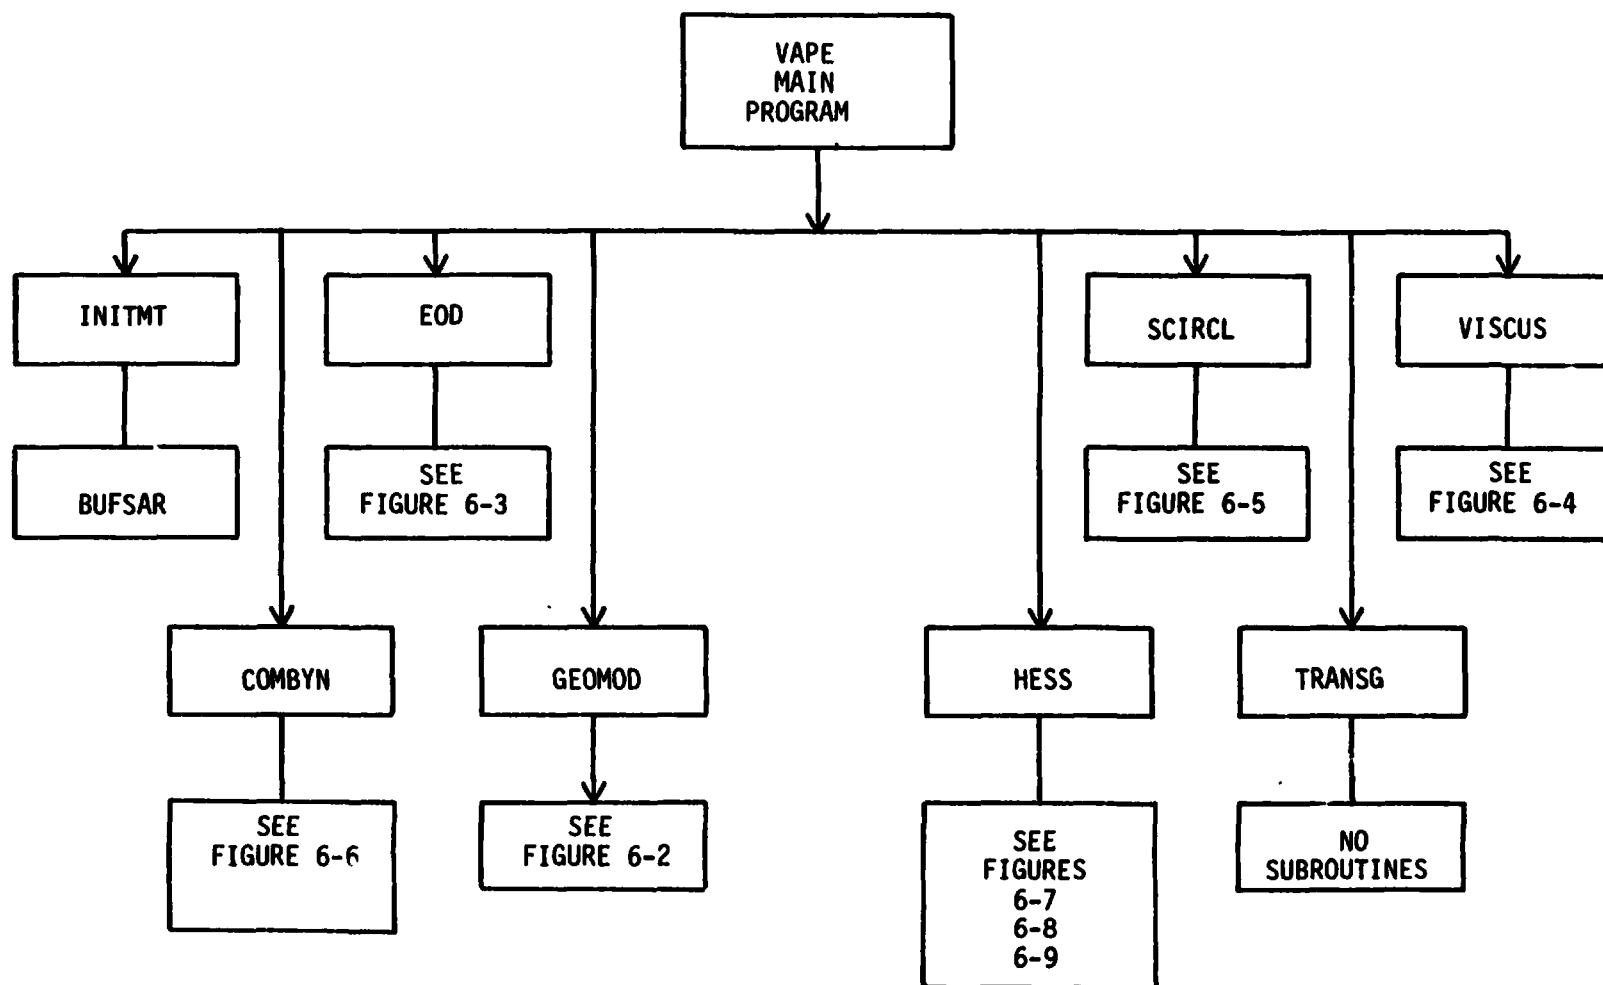 VAPE
MAIN
PROGRAM
INITMT
EOD
SCIRCL
VISCUS
BUFSAR
SEE
FIGURE 6-3
SEE
FIGURE 6-5
SEE
FIGURE 6-4
COMBYN
GEOMOD
HESS
TRANSG
SEE
FIGURE 6-6
SEE
FIGURE 6-2
SEE
FIGURES
6-7
6-8
6-9
NO
SUBROUTINES